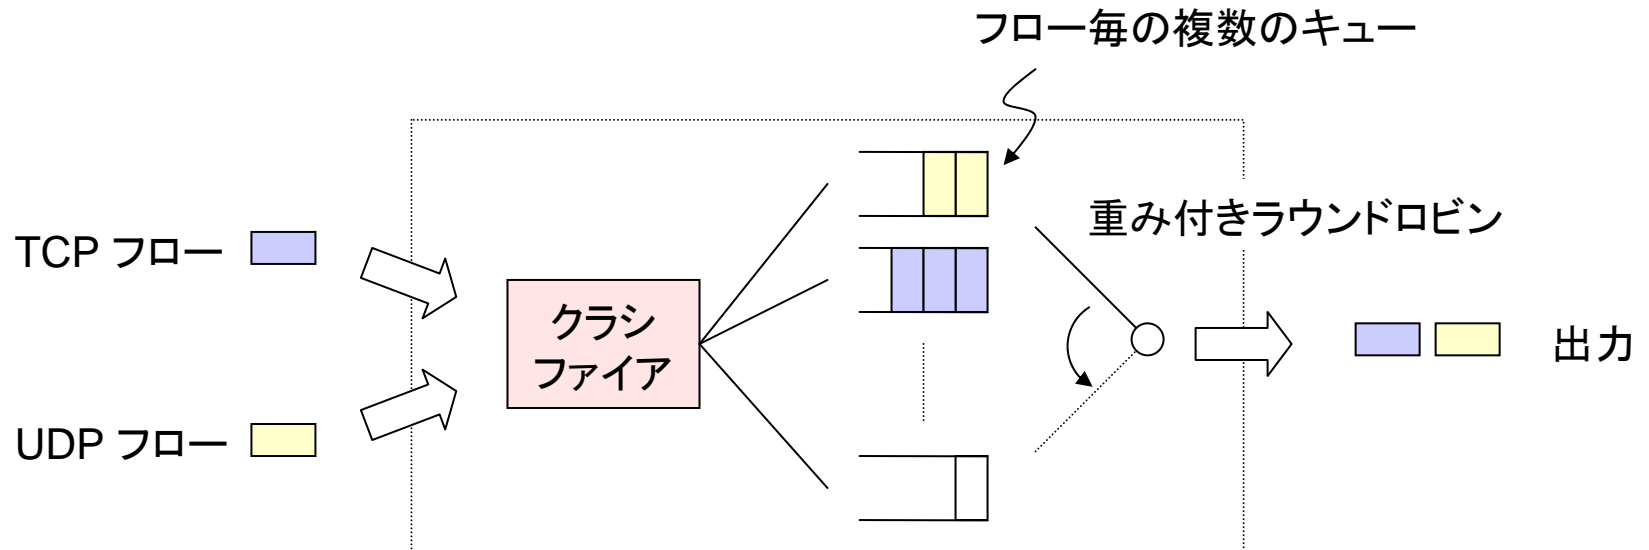 フロー毎の複数のキュー
重み付きラウンドロビン
TCP フロー
クラシ
ファイア
出力
UDP フロー